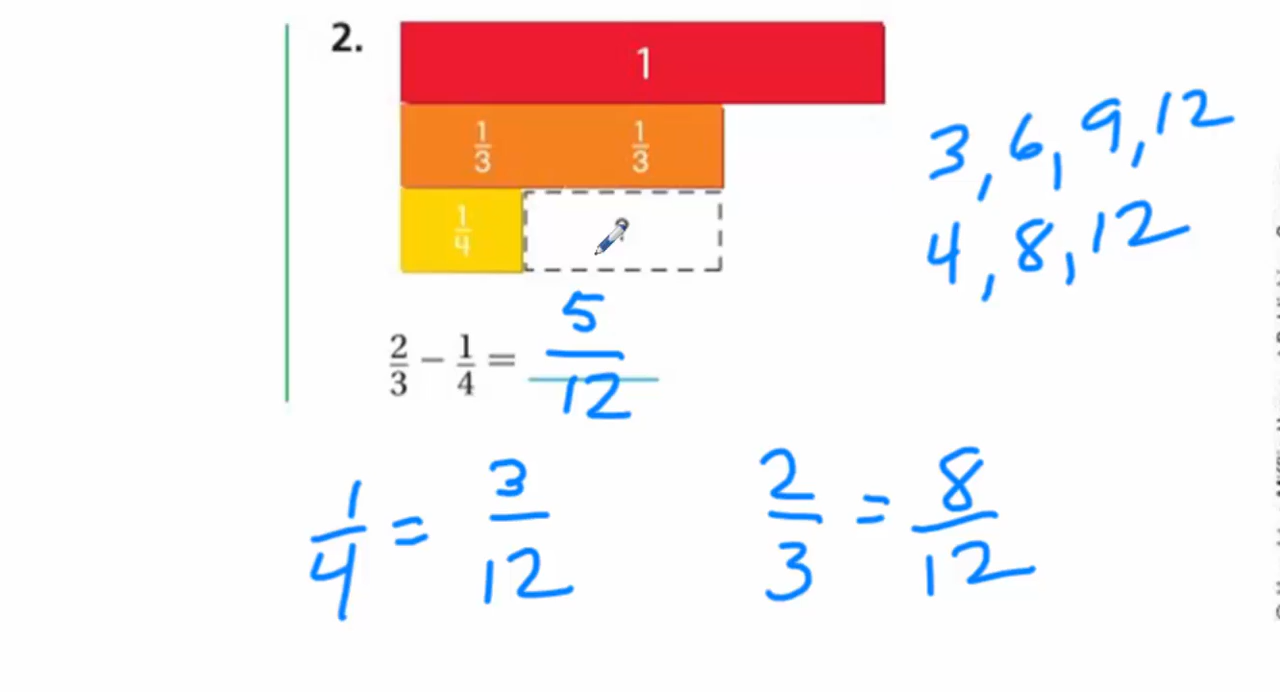 2.
1
1/3 1/3
1/4
3, 6, 9, 12
4, 8, 12
2/3 − 1/4 = 5/12
1/4 = 3/12
2/3 = 8/12